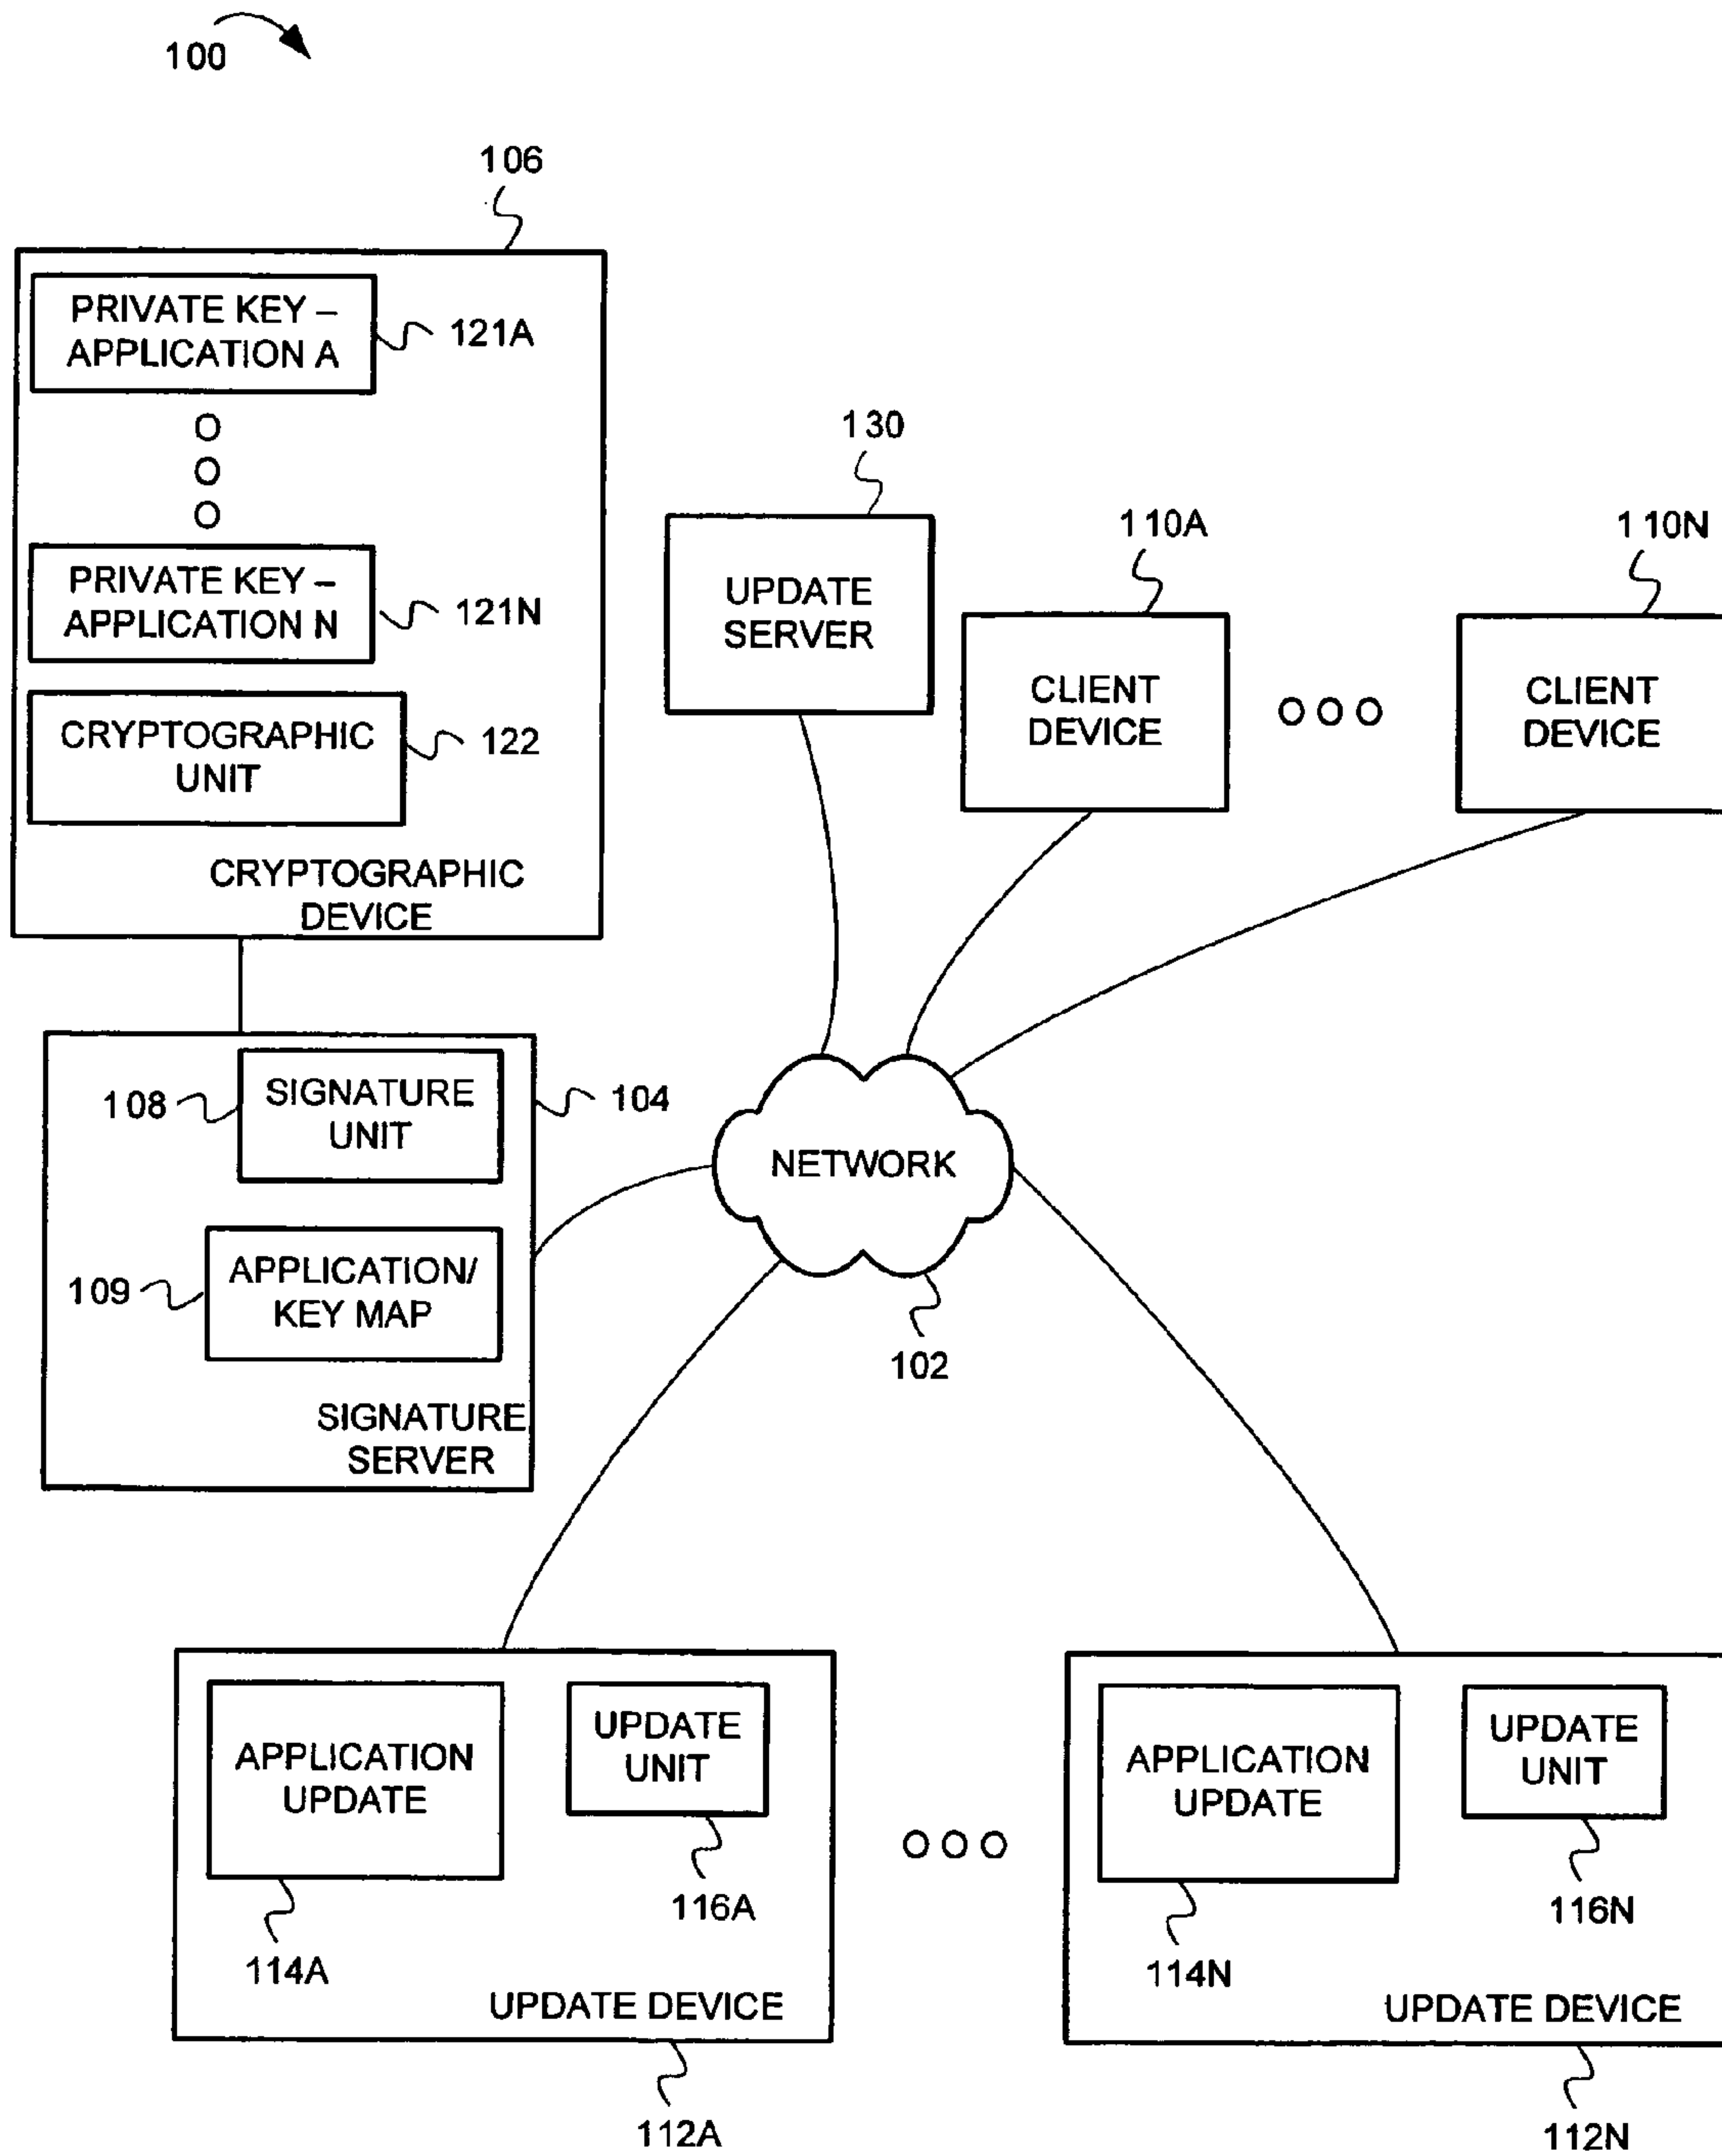 100
106
PRIVATE KEY –
APPLICATION A
121A
PRIVATE KEY –
APPLICATION N
121N
CRYPTOGRAPHIC
UNIT
122
CRYPTOGRAPHIC
DEVICE
130
UPDATE
SERVER
110A
CLIENT
DEVICE
110N
CLIENT
DEVICE
108
SIGNATURE
UNIT
104
109
APPLICATION/
KEY MAP
SIGNATURE
SERVER
NETWORK
102
APPLICATION
UPDATE
UPDATE
UNIT
114A
116A
UPDATE DEVICE
112A
APPLICATION
UPDATE
UPDATE
UNIT
114N
116N
UPDATE DEVICE
112N